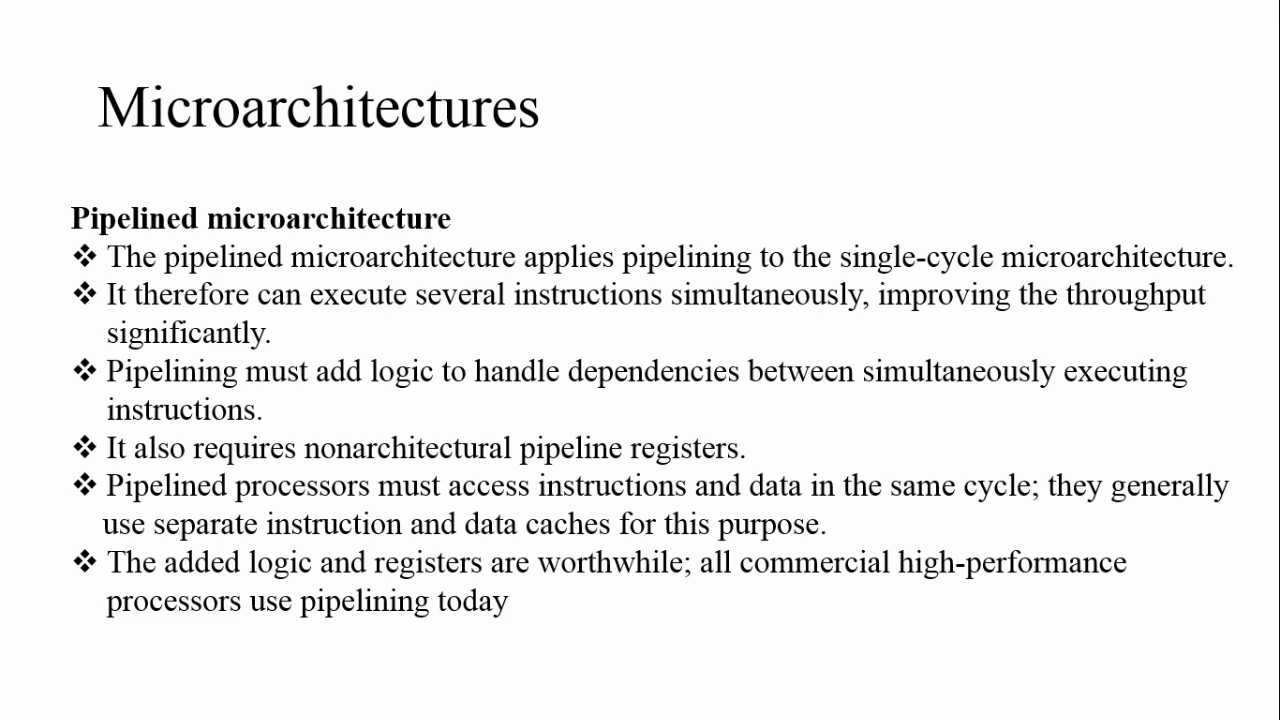 Microarchitectures
Pipelined microarchitecture
❖ The pipelined microarchitecture applies pipelining to the single-cycle microarchitecture.
❖ It therefore can execute several instructions simultaneously, improving the throughput
significantly.
❖ Pipelining must add logic to handle dependencies between simultaneously executing
instructions.
❖ It also requires nonarchitectural pipeline registers.
❖ Pipelined processors must access instructions and data in the same cycle; they generally
use separate instruction and data caches for this purpose.
❖ The added logic and registers are worthwhile; all commercial high-performance
processors use pipelining today